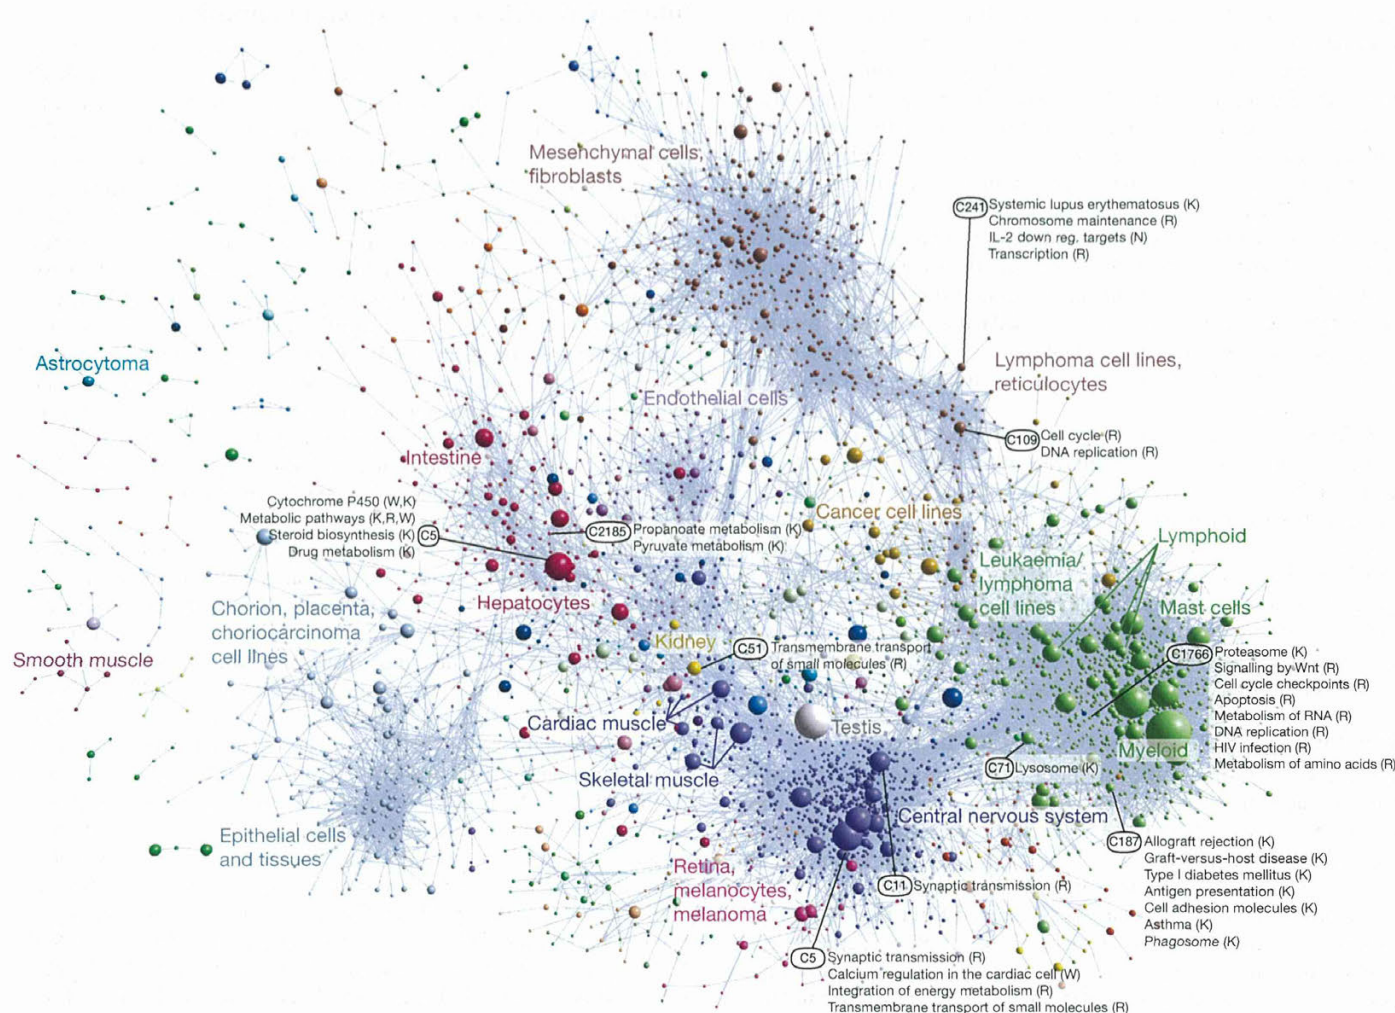 Mesenchymal cells,
fibroblasts
C241
Systemic lupus erythematosus (K)
Chromosome maintenance (R)
IL-2 down reg. targets (N)
Transcription (R)
Astrocytoma
Lymphoma cell lines,
reticulocytes
Endothelial cells
C109
Cell cycle (R)
DNA replication (R)
Intestine
Cytochrome P450 (W,K)
Metabolic pathways (K,R,W)
Steroid biosynthesis (K)
Drug metabolism (K)
C5
C2185
Propanoate metabolism (K)
Pyruvate metabolism (K)
Cancer cell lines
Lymphoid
Leukaemia/
lymphoma
cell lines
Mast cells
Hepatocytes
Chorion, placenta,
choriocarcinoma
cell lines
Kidney
C51
Transmembrane transport
of small molecules (R)
Smooth muscle
C1766
Proteasome (K)
Signalling by Wnt (R)
Cell cycle checkpoints (R)
Apoptosis (R)
Metabolism of RNA (R)
DNA replication (R)
HIV infection (R)
Metabolism of amino acids (R)
Cardiac muscle
Testis
Myeloid
Skeletal muscle
C71
Lysosome (K)
Central nervous system
Epithelial cells
and tissues
C187
Allograft rejection (K)
Graft-versus-host disease (K)
Type I diabetes mellitus (K)
Antigen presentation (K)
Cell adhesion molecules (K)
Asthma (K)
Phagosome (K)
Retina,
melanocytes,
melanoma
C11
Synaptic transmission (R)
C5
Synaptic transmission (R)
Calcium regulation in the cardiac cell (W)
Integration of energy metabolism (R)
Transmembrane transport of small molecules (R)